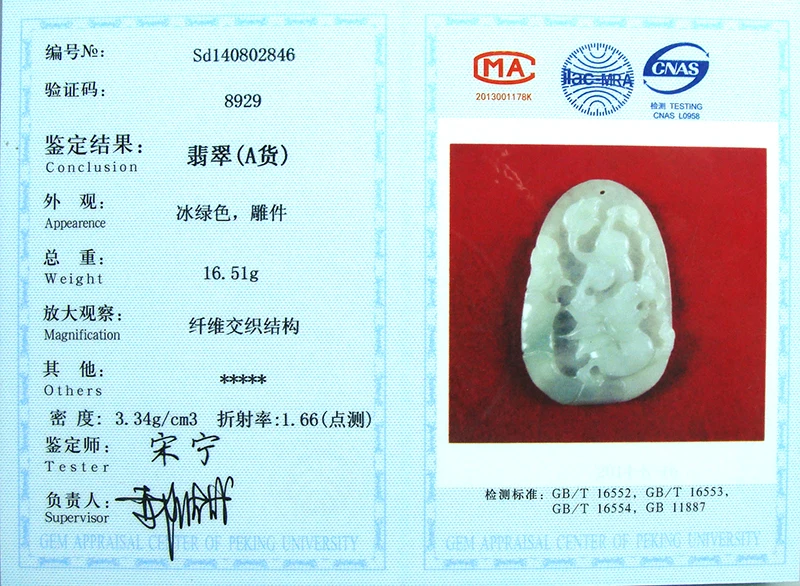 编号№: Sd140802846
验证码: 8929
鉴定结果: 翡翠(A货)
Conclusion
外 观: 冰绿色，雕件
Appearence
总 重: 16.51g
Weight
放大观察: 纤维交织结构
Magnification
其 他: *****
Others
密 度: 3.34g/cm3 折射率:1.66(点测)
鉴定师: 宋宁
Tester
负责人:
Supervisor
GEM APPRAISAL CENTER OF PEKING UNIVERSITY
MA
2013001178K
ilac-MRA
CNAS
检测 TESTING
CNAS L0958
检测标准: GB/T 16552, GB/T 16553,
GB/T 16554, GB 11887
GEM APPRAISAL CENTER OF PEKING UNIVERSITY